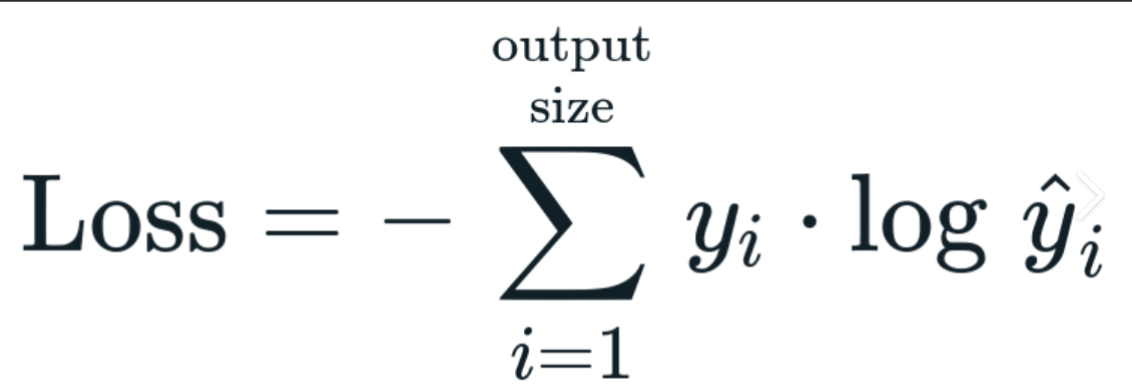 output
size
Loss = − ∑ yᵢ · log ŷᵢ
i=1